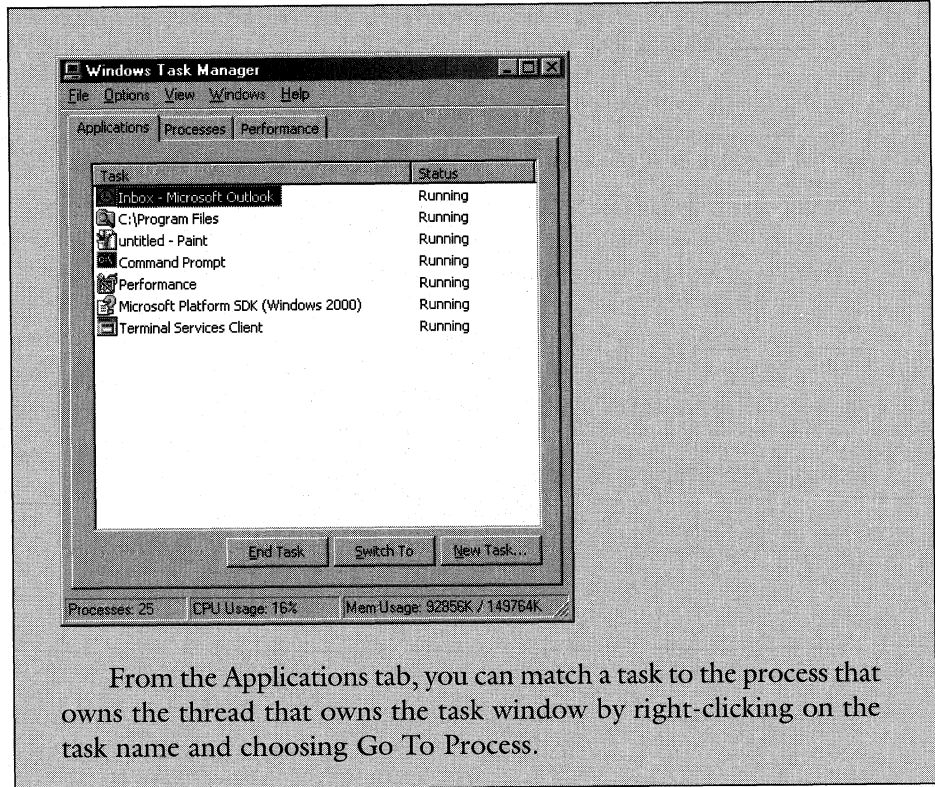 Windows Task Manager
File Options View Windows Help
Applications Processes Performance
Task Status
Inbox - Microsoft Outlook Running
C:\Program Files Running
untitled - Paint Running
Command Prompt Running
Performance Running
Microsoft Platform SDK (Windows 2000) Running
Terminal Services Client Running
End Task Switch To New Task...
Processes: 25 CPU Usage: 16% Mem Usage: 92856K / 149764K
From the Applications tab, you can match a task to the process that
owns the thread that owns the task window by right-clicking on the
task name and choosing Go To Process.